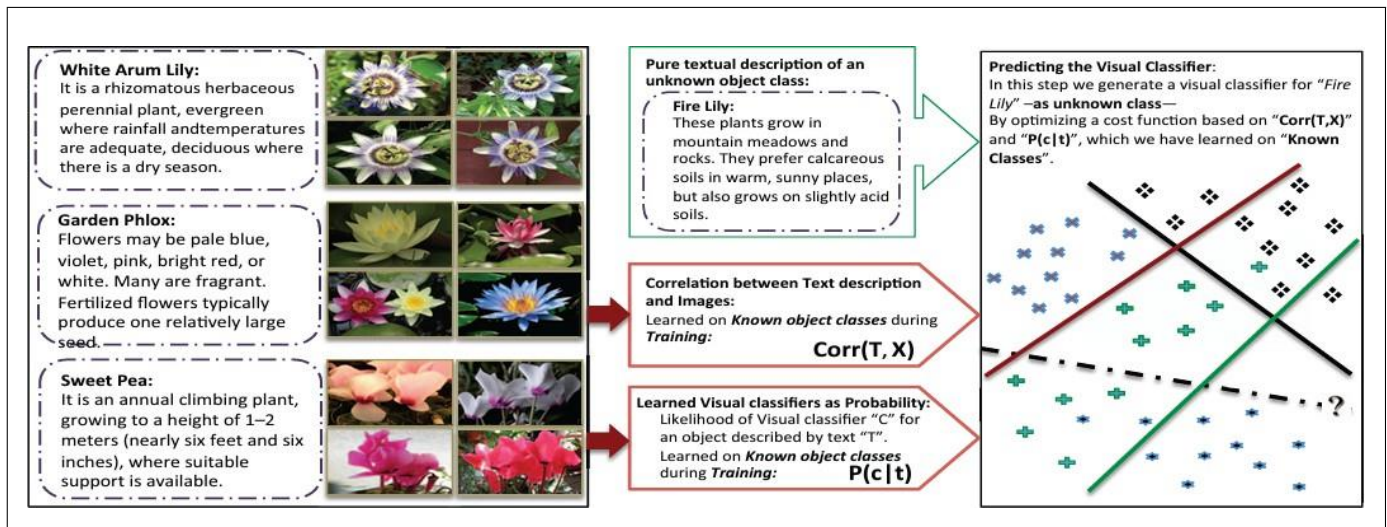 White Arum Lily:
It is a rhizomatous herbaceous
perennial plant, evergreen
where rainfall andtemperatures
are adequate, deciduous where
there is a dry season.
Garden Phlox:
Flowers may be pale blue,
violet, pink, bright red, or
white. Many are fragrant.
Fertilized flowers typically
produce one relatively large
seed.
Sweet Pea:
It is an annual climbing plant,
growing to a height of 1–2
meters (nearly six feet and six
inches), where suitable
support is available.
Pure textual description of an
unknown object class:
Fire Lily:
These plants grow in
mountain meadows and
rocks. They prefer calcareous
soils in warm, sunny places,
but also grows on slightly acid
soils.
Correlation between Text description
and Images:
Learned on Known object classes during
Training:
Corr(T, X)
Learned Visual classifiers as Probability:
Likelihood of Visual classifier “C” for
an object described by text “T”.
Learned on Known object classes
during Training:
P(c|t)
Predicting the Visual Classifier:
In this step we generate a visual classifier for “Fire
Lily” –as unknown class—
By optimizing a cost function based on “Corr(T,X)”
and “P(c|t)”, which we have learned on “Known
Classes”.
?